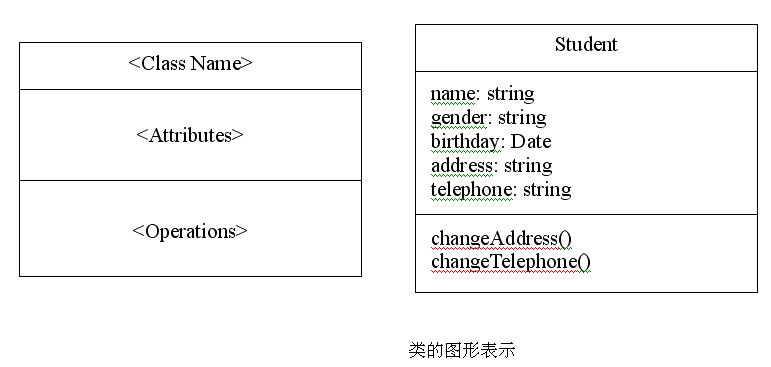 <Class Name>
<Attributes>
<Operations>
Student
name: string
gender: string
birthday: Date
address: string
telephone: string
changeAddress()
changeTelephone()
类的图形表示